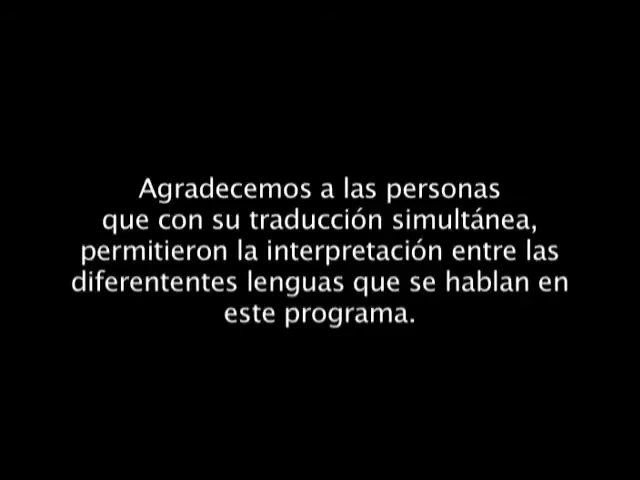 Agradecemos a las personas
que con su traducción simultánea,
permitieron la interpretación entre las
diferententes lenguas que se hablan en
este programa.